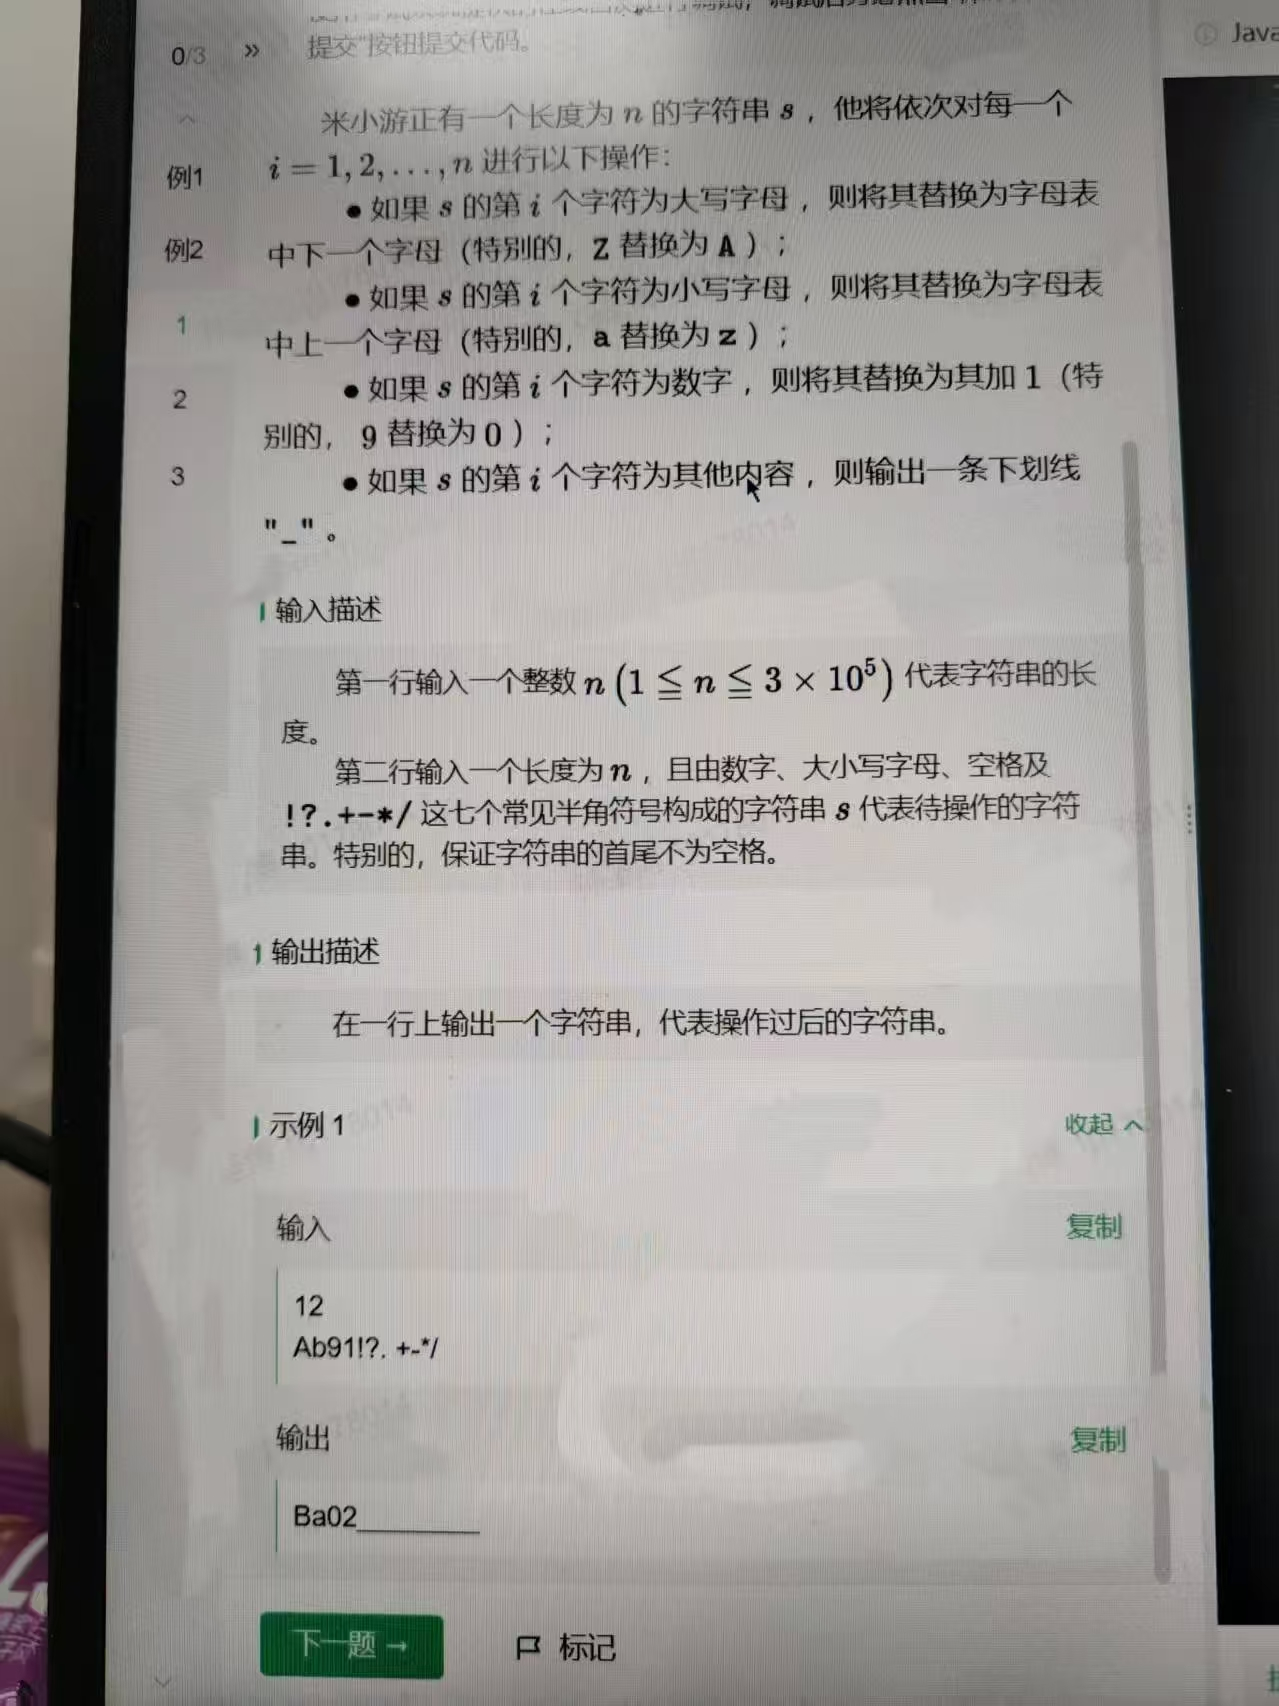 提交"按钮提交代码。
0/3 »
Java
米小游正有一个长度为 n 的字符串 s ，他将依次对每一个
i = 1, 2, . . . , n 进行以下操作：
例1
● 如果 s 的第 i 个字符为大写字母 ，则将其替换为字母表
例2
中下一个字母（特别的，Z 替换为 A ）；
● 如果 s 的第 i 个字符为小写字母 ，则将其替换为字母表
1
中上一个字母（特别的，a 替换为 z ）；
2
● 如果 s 的第 i 个字符为数字 ，则将其替换为其加 1（特
别的， 9 替换为 0 ）；
3
● 如果 s 的第 i 个字符为其他内容 ，则输出一条下划线
"_" 。
输入描述
第一行输入一个整数 n (1 ≦ n ≦ 3 × 10⁵) 代表字符串的长
度。
第二行输入一个长度为 n ，且由数字、大小写字母、空格及
!?.+-*/ 这七个常见半角符号构成的字符串 s 代表待操作的字符
串。特别的，保证字符串的首尾不为空格。
输出描述
在一行上输出一个字符串，代表操作过后的字符串。
示例 1
收起
输入
复制
12
Ab91!?. +-*/
输出
复制
Ba02________
下一题 →
标记